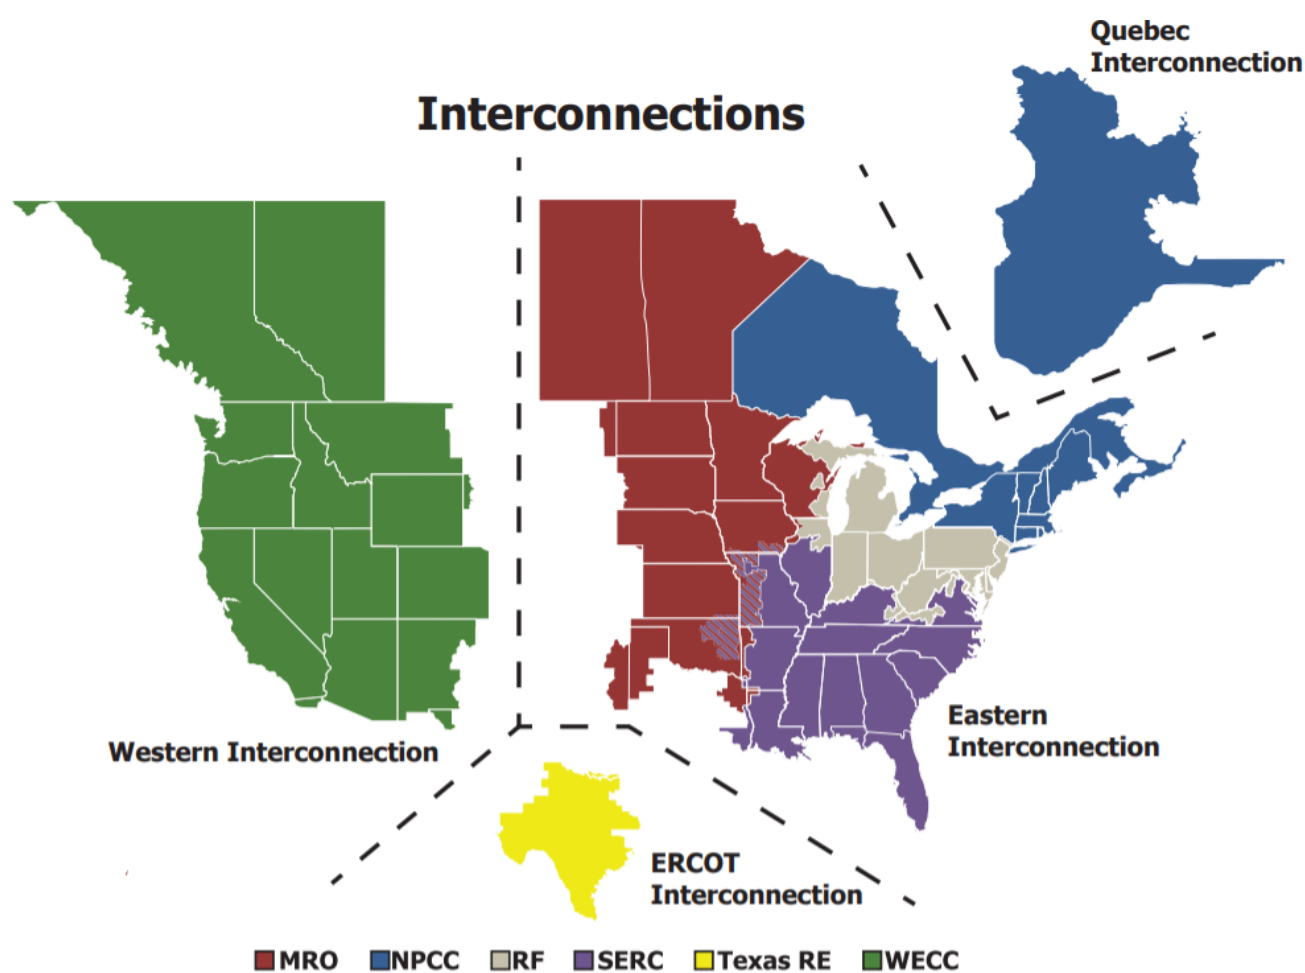 Quebec
Interconnection
Interconnections
Western Interconnection
Eastern
Interconnection
ERCOT
Interconnection
MRO NPCC RF SERC Texas RE WECC